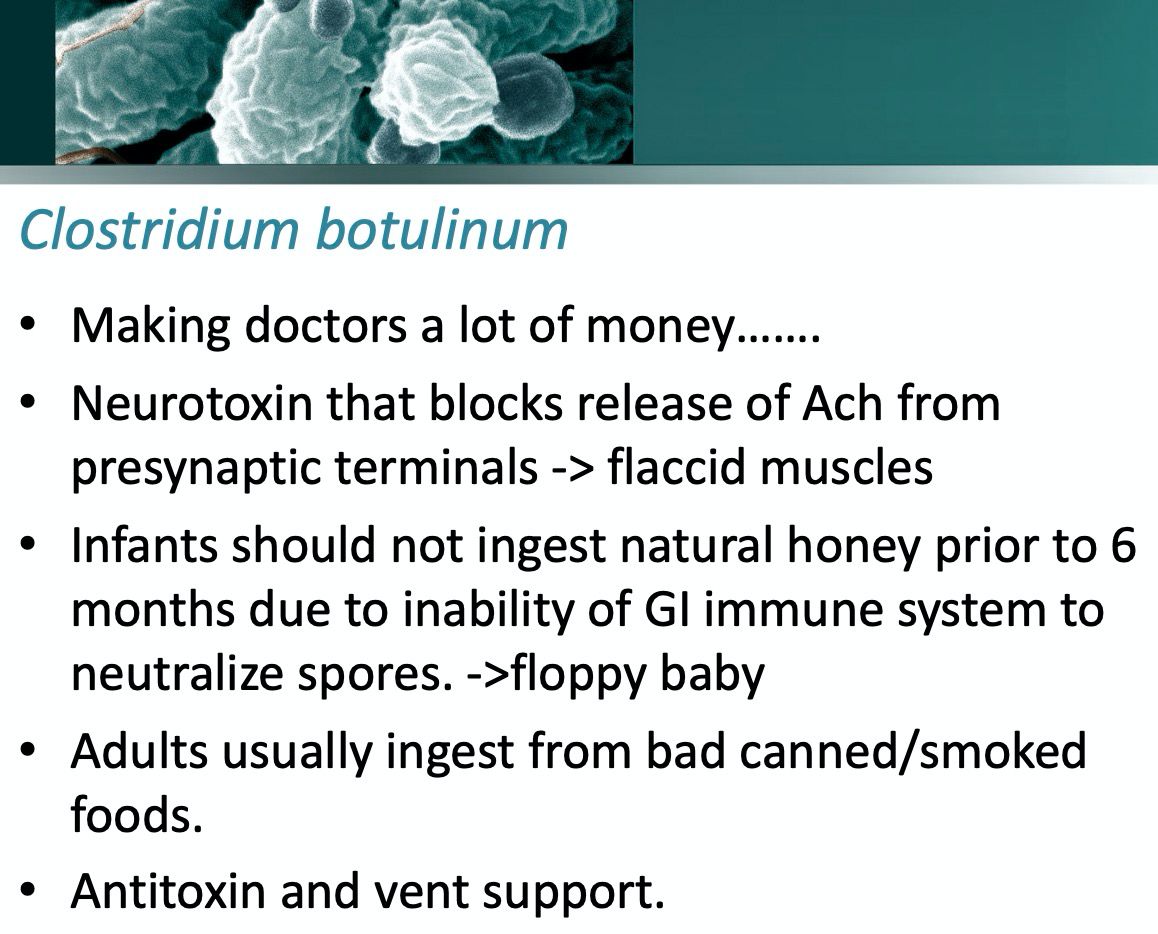 Clostridium botulinum
• Making doctors a lot of money…….
• Neurotoxin that blocks release of Ach from
presynaptic terminals -> flaccid muscles
• Infants should not ingest natural honey prior to 6
months due to inability of GI immune system to
neutralize spores. ->floppy baby
• Adults usually ingest from bad canned/smoked
foods.
• Antitoxin and vent support.